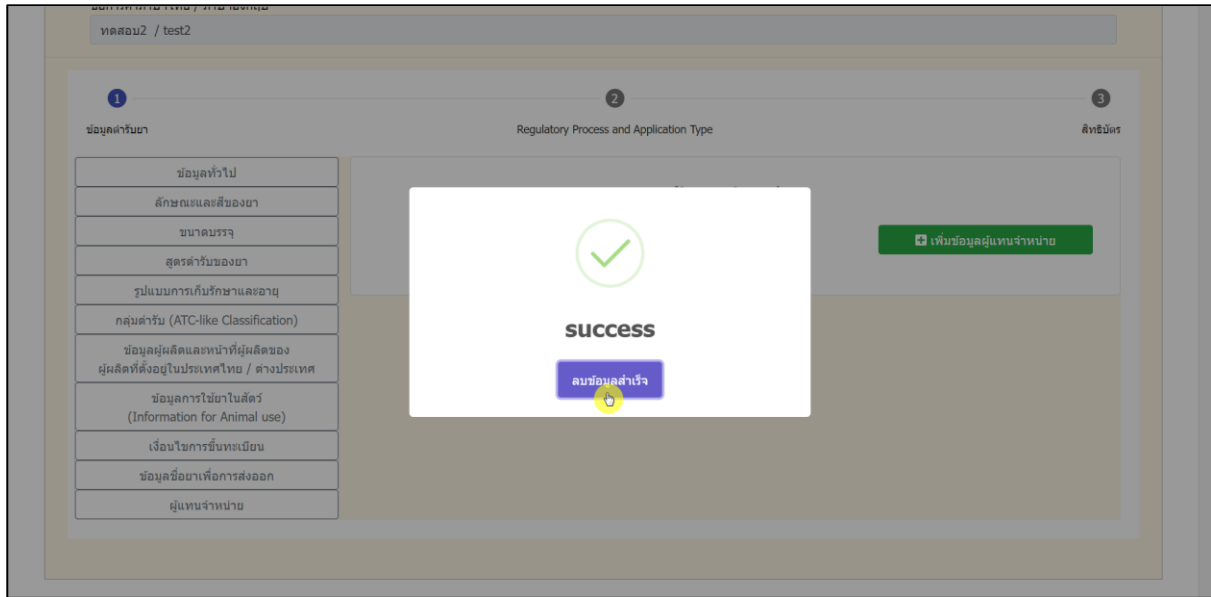 ทดสอบ2 / test2
1
2
3
ข้อมูลตำรับยา
Regulatory Process and Application Type
สิทธิบัตร
ข้อมูลทั่วไป
ลักษณะและสีของยา
ขนาดบรรจุ
สูตรตำรับของยา
รูปแบบการเก็บรักษาและอายุ
กลุ่มตำรับ (ATC-like Classification)
ข้อมูลผู้ผลิตและหน้าที่ผู้ผลิตของ
ผู้ผลิตที่ตั้งอยู่ในประเทศไทย / ต่างประเทศ
ข้อมูลการใช้ยาในสัตว์
(Information for Animal use)
เงื่อนไขการขึ้นทะเบียน
ข้อมูลชื่อยาเพื่อการส่งออก
ผู้แทนจำหน่าย
เพิ่มข้อมูลผู้แทนจำหน่าย
success
ลบข้อมูลสำเร็จ